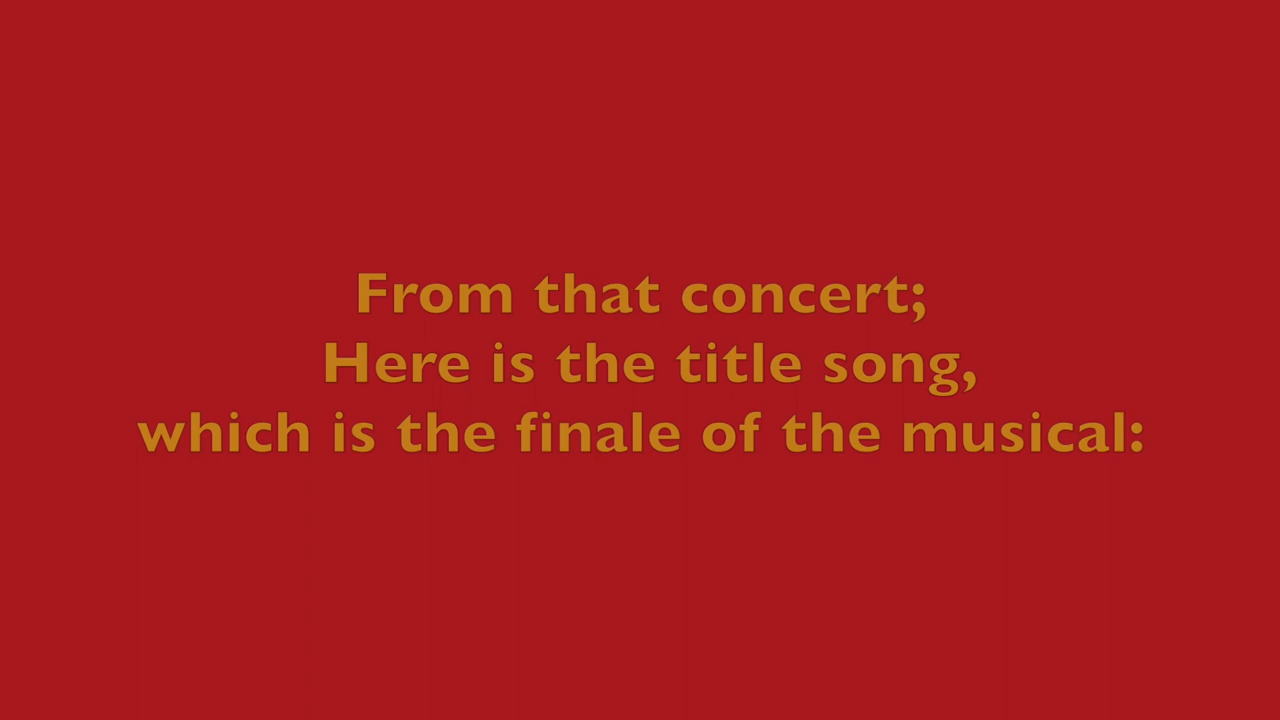 From that concert;
Here is the title song,
which is the finale of the musical: